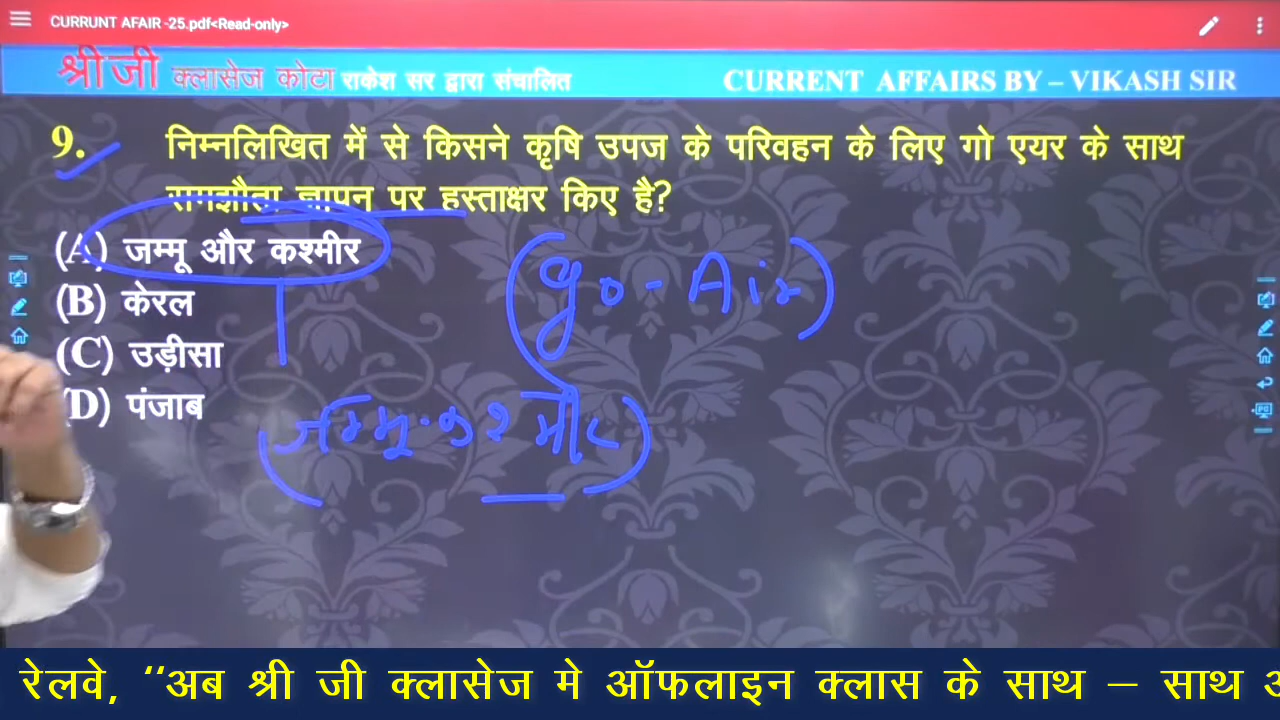 CURRUNT AFAIR -25.pdf<Read-only>
श्रीजी क्लासेज कोटा राकेश सर द्वारा संचालित CURRENT AFFAIRS BY – VIKASH SIR
9. निम्नलिखित में से किसने कृषि उपज के परिवहन के लिए गो एयर के साथ
समझौता ज्ञापन पर हस्ताक्षर किए है?
(A) जम्मू और कश्मीर
(B) केरल
(C) उड़ीसा
(D) पंजाब
(go - Air)
(जम्मू-कश्मीर)
रेलवे, “अब श्री जी क्लासेज मे ऑफलाइन क्लास के साथ – साथ